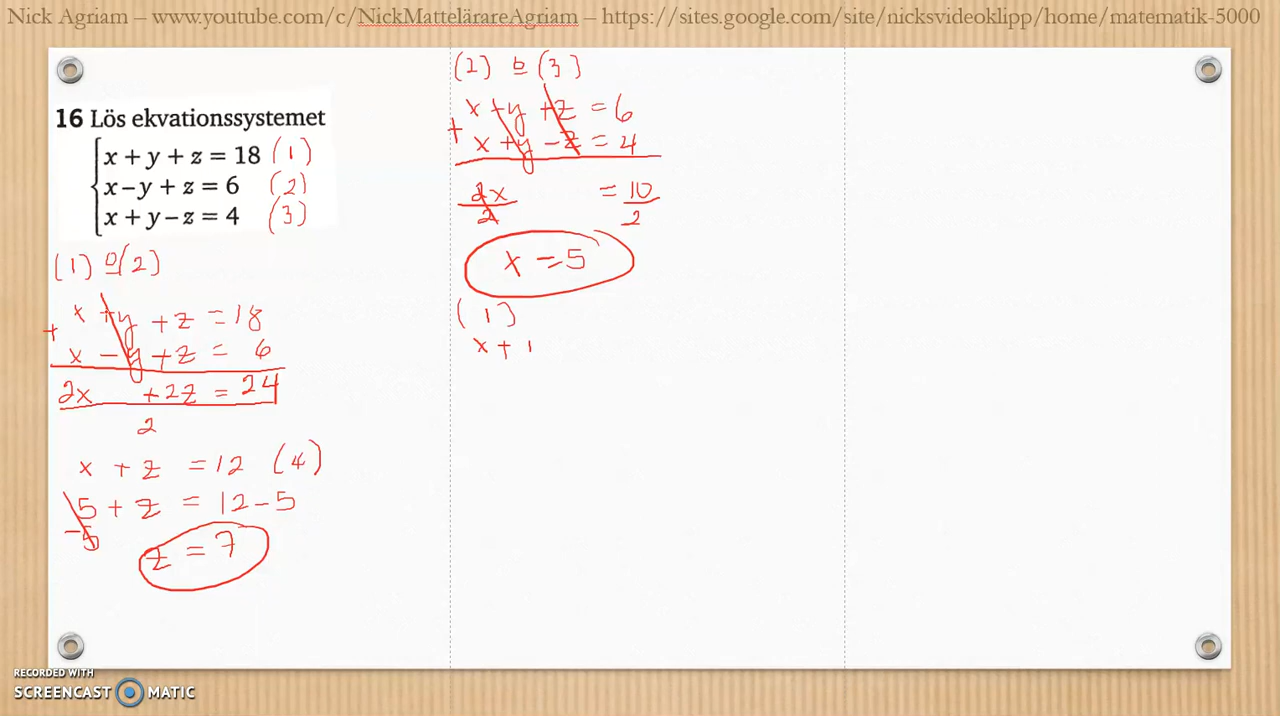 Nick Agriam – www.youtube.com/c/NickMattelärareAgriam – https://sites.google.com/site/nicksvideoklipp/home/matematik-5000
16 Lös ekvationssystemet
x + y + z = 18 (1)
x – y + z = 6 (2)
x + y – z = 4 (3)
(1) o (2)
x + y + z = 18
+ x – y + z = 6
2x + 2z = 24
2
x + z = 12 (4)
5 + z = 12 – 5
–5
z = 7
(2) o (3)
x + y + z = 6
+ x + y – z = 4
2x = 10
2 2
x = 5
(1)
x +
RECORDED WITH
SCREENCAST MATIC